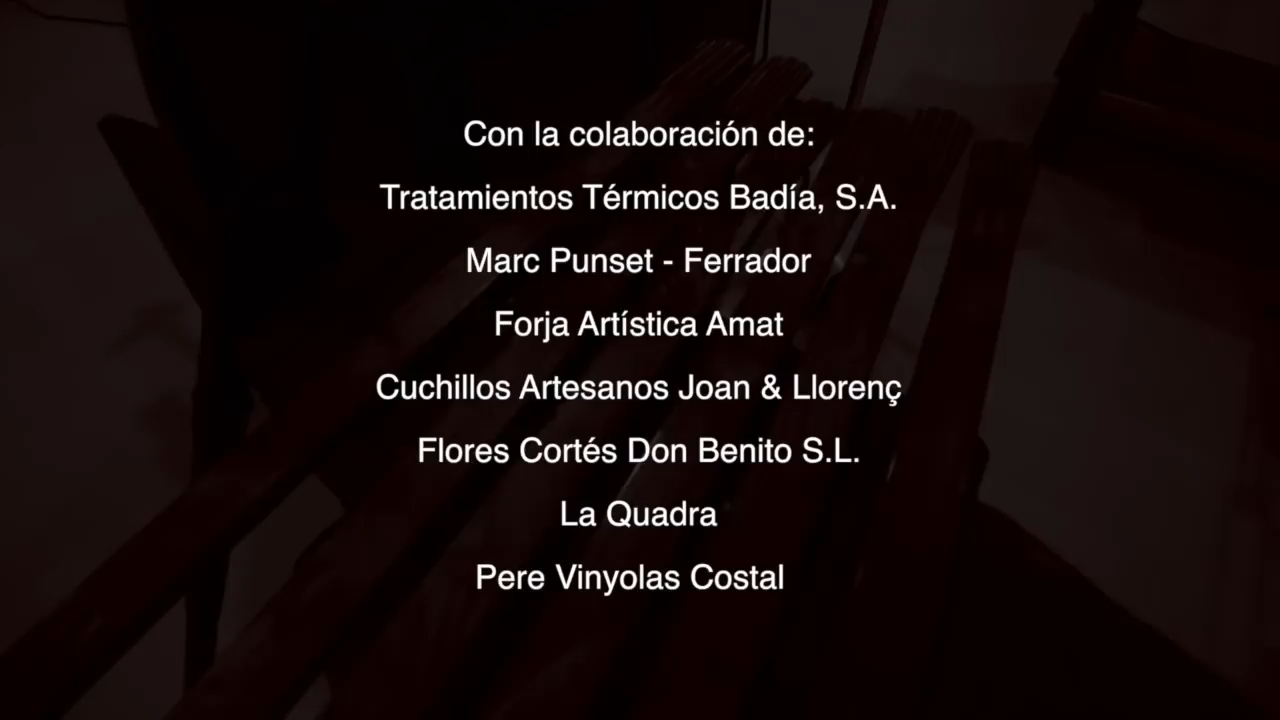 Con la colaboración de:
Tratamientos Térmicos Badía, S.A.
Marc Punset - Ferrador
Forja Artística Amat
Cuchillos Artesanos Joan & Llorenç
Flores Cortés Don Benito S.L.
La Quadra
Pere Vinyolas Costal